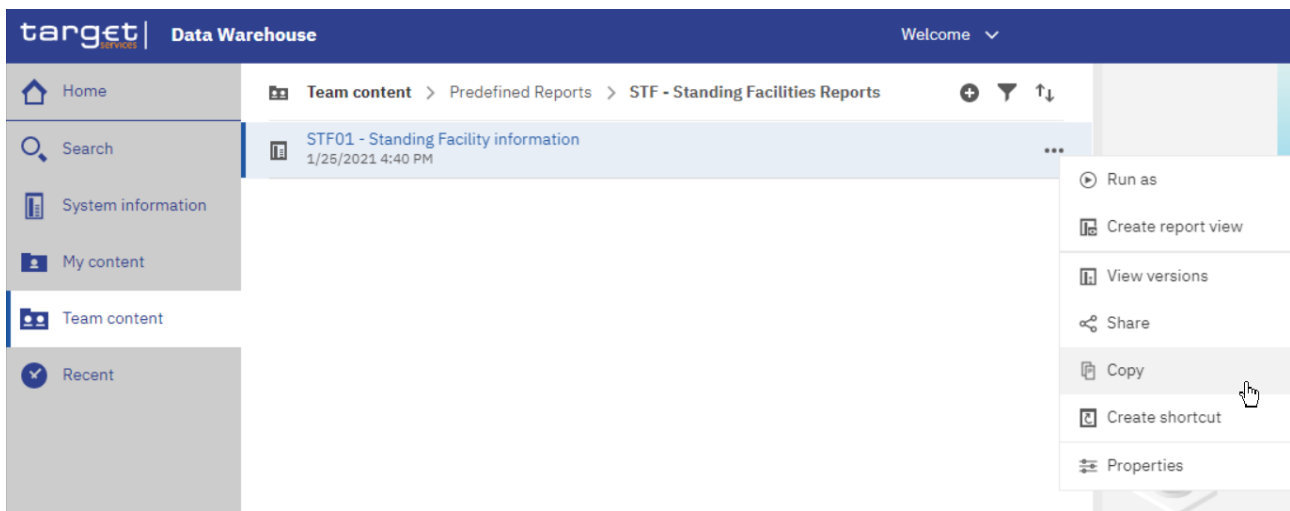 target services | Data Warehouse
Welcome
Home
Search
System information
My content
Team content
Recent
Team content > Predefined Reports > STF - Standing Facilities Reports
STF01 - Standing Facility information
1/25/2021 4:40 PM
Run as
Create report view
View versions
Share
Copy
Create shortcut
Properties